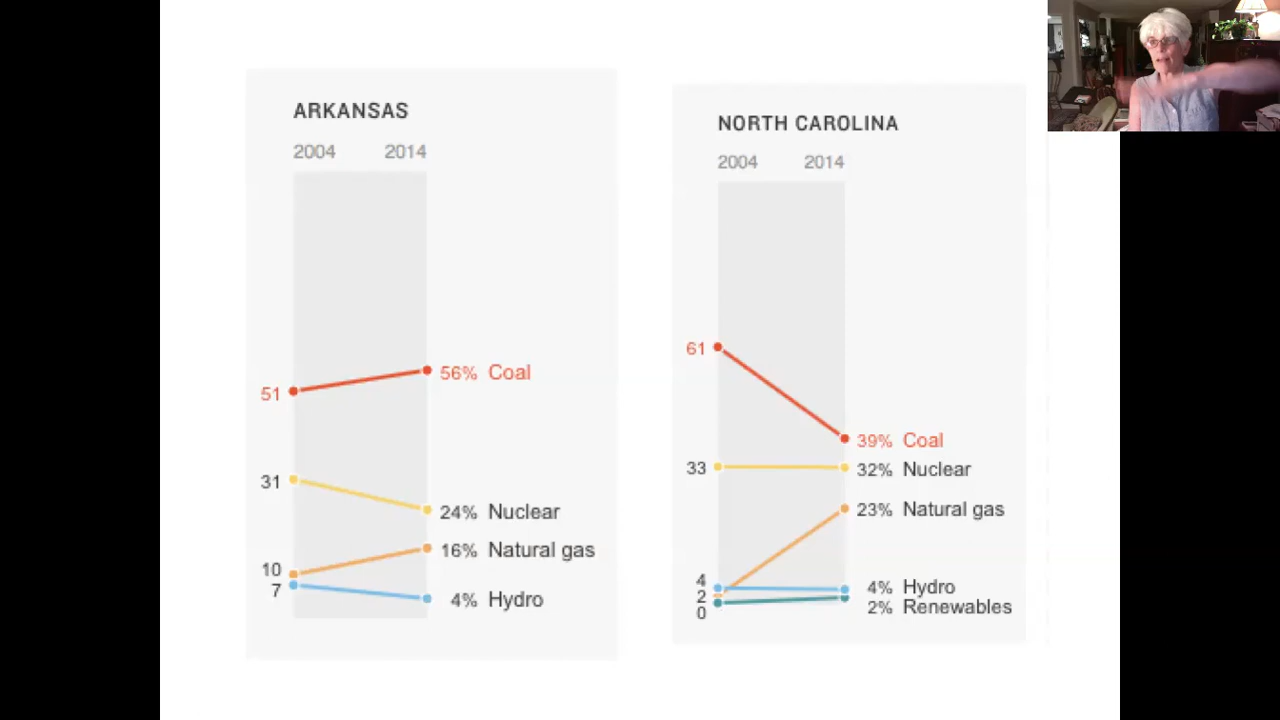 ARKANSAS
2004 2014
51
56% Coal
31
24% Nuclear
16% Natural gas
10
7
4% Hydro
NORTH CAROLINA
2004 2014
61
39% Coal
33
32% Nuclear
23% Natural gas
4
4% Hydro
2
2% Renewables
0